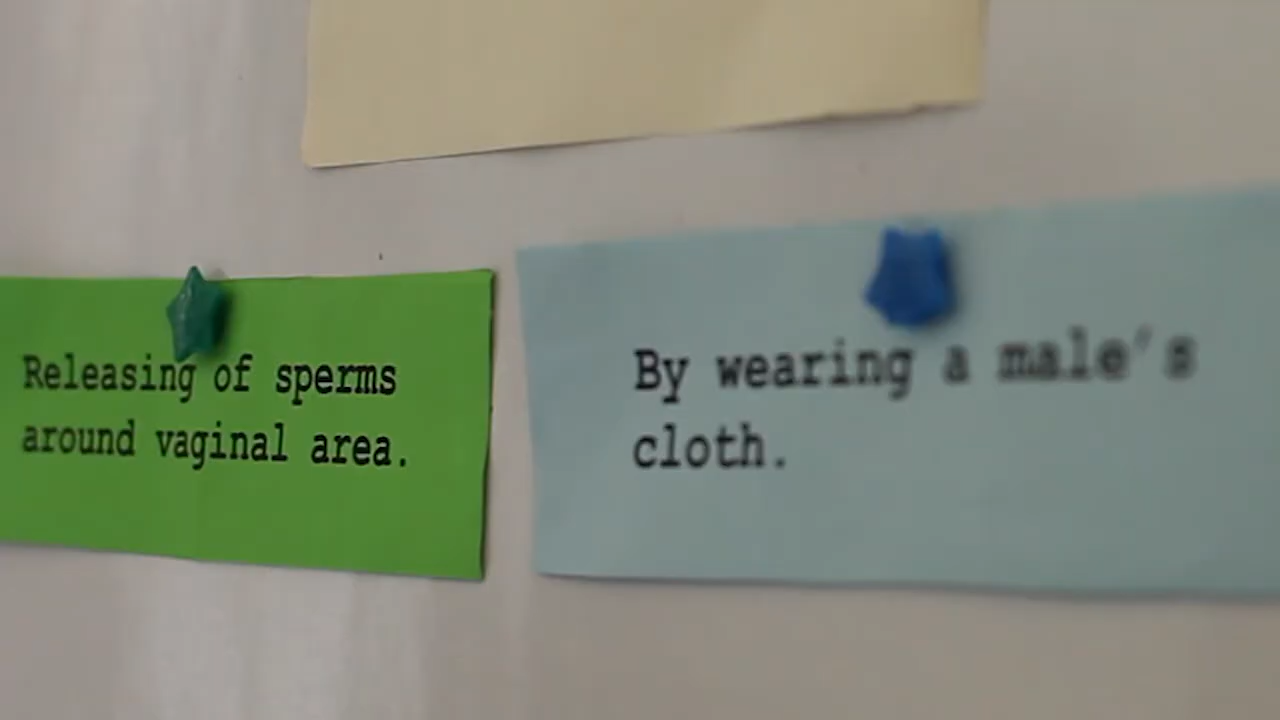 Releasing of sperms
around vaginal area.
By wearing a male's
cloth.